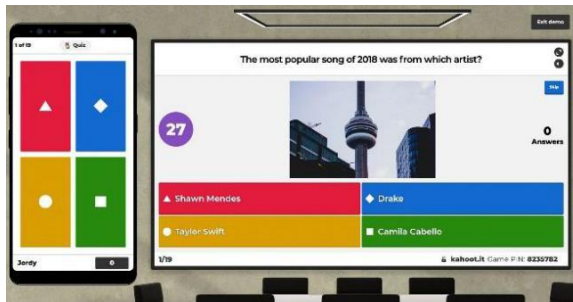 Exit demo
1 of 19
Quiz
Jordy
0
The most popular song of 2018 was from which artist?
Skip
27
0
Answers
Shawn Mendes
Drake
Taylor Swift
Camila Cabello
1/19
kahoot.it Game PIN: 8235782